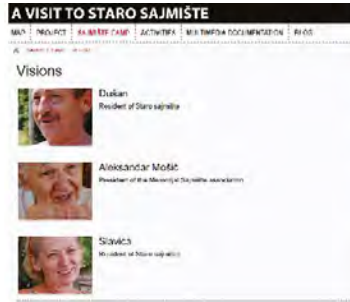 A VISIT TO STARO SAJMIŠTE
MAP PROJECT SAJMIŠTE CAMP ACTIVITIES MULTIMEDIA DOCUMENTATION BLOG
Visions
Dušan
Resident of Staro sajmište
Aleksandar Mošić
President of the Memorijal Sajmište association
Slavica
Resident of Staro sajmište